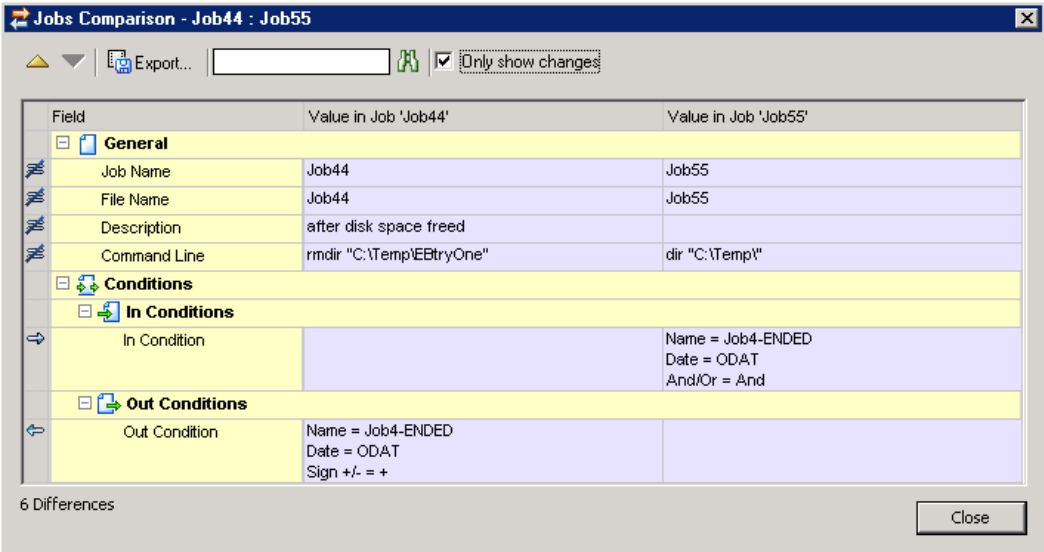 Jobs Comparison - Job44 : Job55
Export... Only show changes
Field Value in Job 'Job44' Value in Job 'Job55'
General
Job Name Job44 Job55
File Name Job44 Job55
Description after disk space freed
Command Line rmdir "C:\Temp\EBtryOne" dir "C:\Temp\"
Conditions
In Conditions
In Condition Name = Job4-ENDED
Date = ODAT
And/Or = And
Out Conditions
Out Condition Name = Job4-ENDED
Date = ODAT
Sign +/- = +
6 Differences
Close